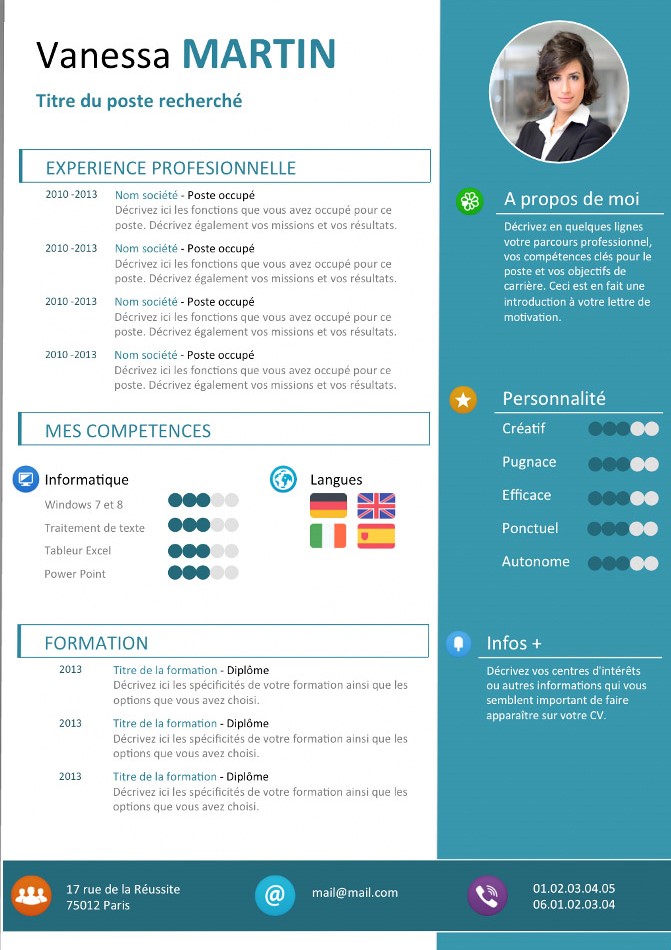 Vanessa MARTIN
Titre du poste recherché
EXPERIENCE PROFESIONNELLE
2010 -2013 Nom société - Poste occupé
Décrivez ici les fonctions que vous avez occupé pour ce
poste. Décrivez également vos missions et vos résultats.
2010 -2013 Nom société - Poste occupé
Décrivez ici les fonctions que vous avez occupé pour ce
poste. Décrivez également vos missions et vos résultats.
2010 -2013 Nom société - Poste occupé
Décrivez ici les fonctions que vous avez occupé pour ce
poste. Décrivez également vos missions et vos résultats.
2010 -2013 Nom société - Poste occupé
Décrivez ici les fonctions que vous avez occupé pour ce
poste. Décrivez également vos missions et vos résultats.
MES COMPETENCES
Informatique
Windows 7 et 8
Traitement de texte
Tableur Excel
Power Point
Langues
FORMATION
2013 Titre de la formation - Diplôme
Décrivez ici les spécificités de votre formation ainsi que les
options que vous avez choisi.
2013 Titre de la formation - Diplôme
Décrivez ici les spécificités de votre formation ainsi que les
options que vous avez choisi.
2013 Titre de la formation - Diplôme
Décrivez ici les spécificités de votre formation ainsi que les
options que vous avez choisi.
A propos de moi
Décrivez en quelques lignes
votre parcours professionnel,
vos compétences clés pour le
poste et vos objectifs de
carrière. Ceci est en fait une
introduction à votre lettre de
motivation.
Personnalité
Créatif
Pugnace
Efficace
Ponctuel
Autonome
Infos +
Décrivez vos centres d'intérêts
ou autres informations qui vous
semblent important de faire
apparaître sur votre CV.
17 rue de la Réussite
75012 Paris
@
mail@mail.com
01.02.03.04.05
06.01.02.03.04